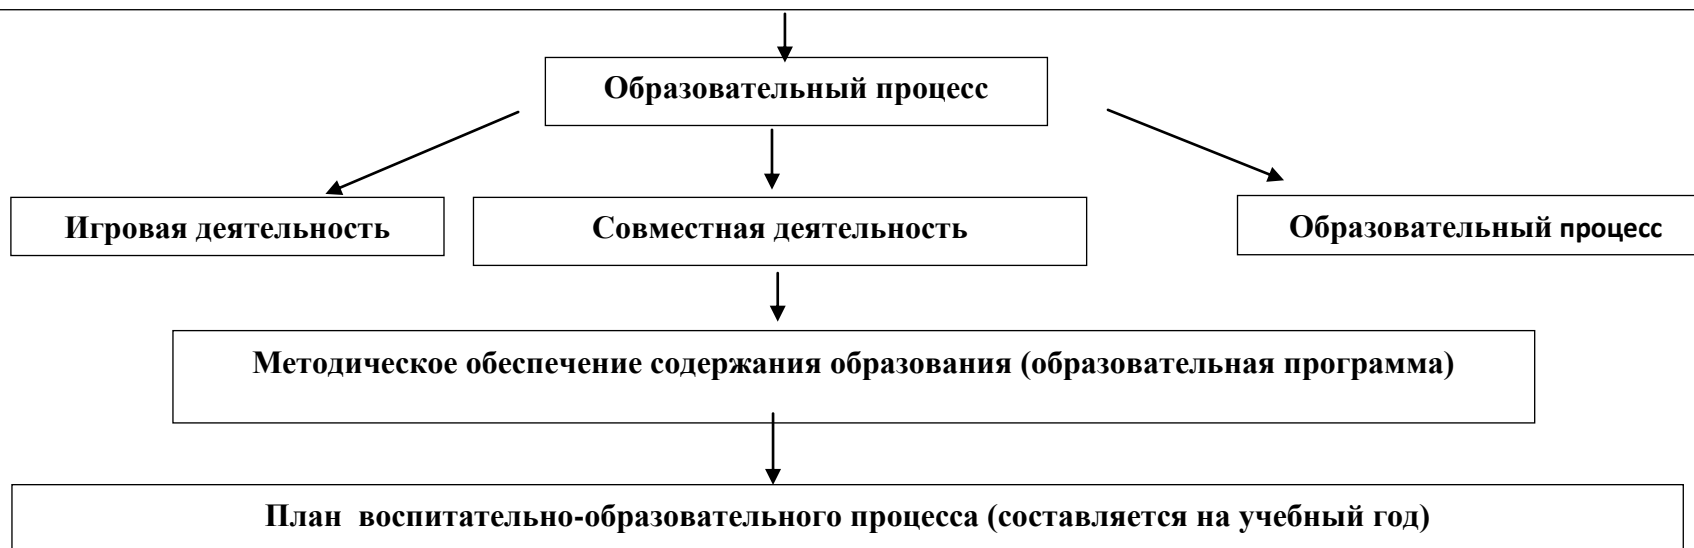 Образовательный процесс
Игровая деятельность
Совместная деятельность
Образовательный процесс
Методическое обеспечение содержания образования (образовательная программа)
План воспитательно-образовательного процесса (составляется на учебный год)